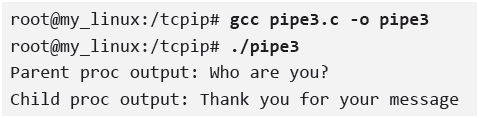 root@my_linux:/tcpip# gcc pipe3.c -o pipe3
root@my_linux:/tcpip# ./pipe3
Parent proc output: Who are you?
Child proc output: Thank you for your message